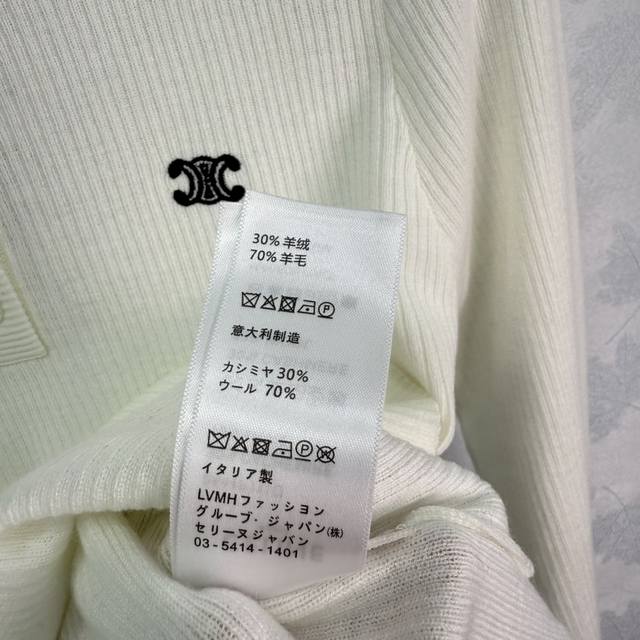 30% 羊绒
70% 羊毛
意大利制造
カシミヤ 30%
ウール 70%
イタリア製
LVMHファッション
グループ・ジャパン(株)
セリーヌジャパン
03-5414-1401